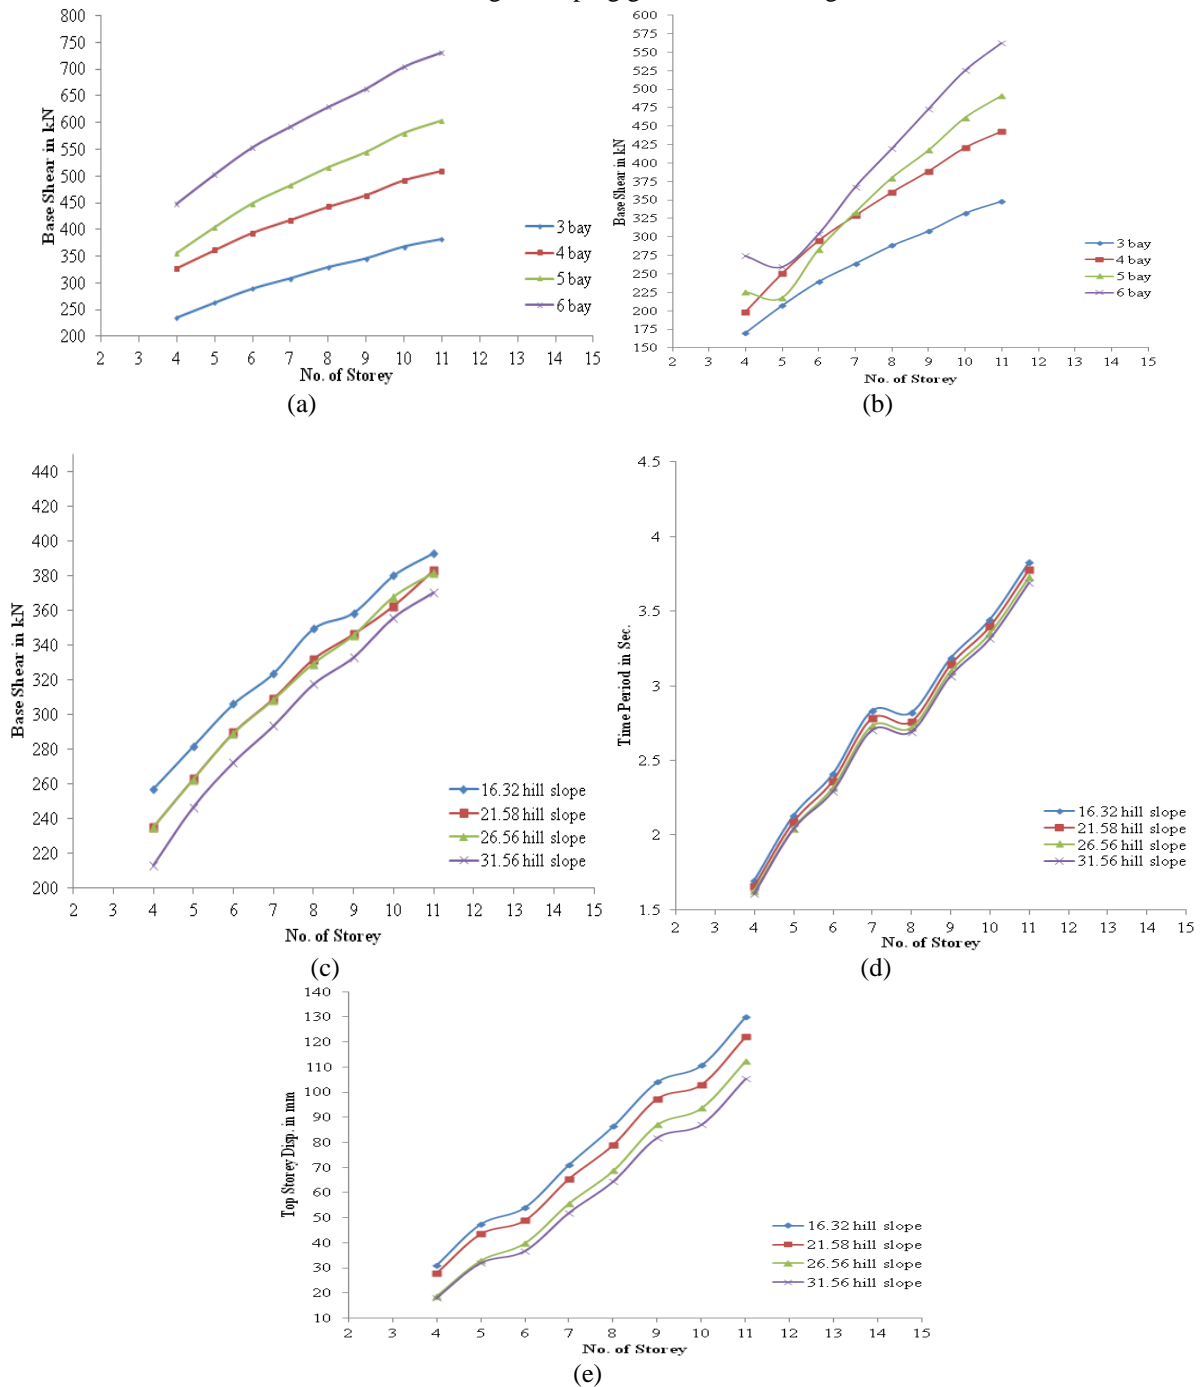 800
750
700
650
600
550
500
450
400
350
300
250
200
Base Shear in kN
3 bay
4 bay
5 bay
6 bay
2 3 4 5 6 7 8 9 10 11 12 13 14 15
No. of Storey
(a)
600
575
550
525
500
475
450
425
400
375
350
325
300
275
250
225
200
175
150
Base Shear in kN
3 bay
4 bay
5 bay
6 bay
2 3 4 5 6 7 8 9 10 11 12 13 14 15
No. of Storey
(b)
440
420
400
380
360
340
320
300
280
260
240
220
200
Base Shear in kN
16.32 hill slope
21.58 hill slope
26.56 hill slope
31.56 hill slope
2 3 4 5 6 7 8 9 10 11 12 13 14 15
No. of Storey
(c)
4.5
4
3.5
3
2.5
2
1.5
Time Period in Sec.
16.32 hill slope
21.58 hill slope
26.56 hill slope
31.56 hill slope
2 3 4 5 6 7 8 9 10 11 12 13 14 15
No. of Storey
(d)
140
130
120
110
100
90
80
70
60
50
40
30
20
10
Top Storey Disp. in mm
16.32 hill slope
21.58 hill slope
26.56 hill slope
31.56 hill slope
2 3 4 5 6 7 8 9 10 11 12 13 14 15
No. of Storey
(e)